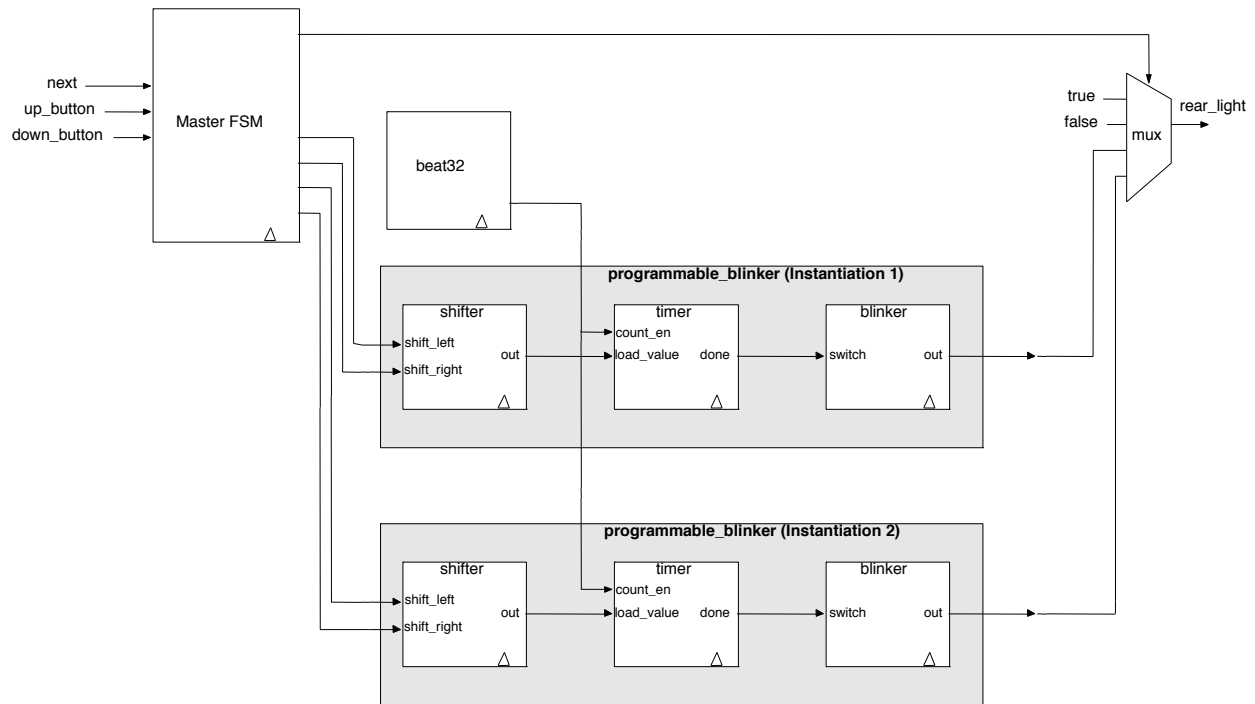 next
up_button
down_button
Master FSM
beat32
true
false
mux
rear_light
programmable_blinker (Instantiation 1)
shifter
shift_left
shift_right
out
timer
count_en
load_value
done
blinker
switch
out
programmable_blinker (Instantiation 2)
shifter
shift_left
shift_right
out
timer
count_en
load_value
done
blinker
switch
out